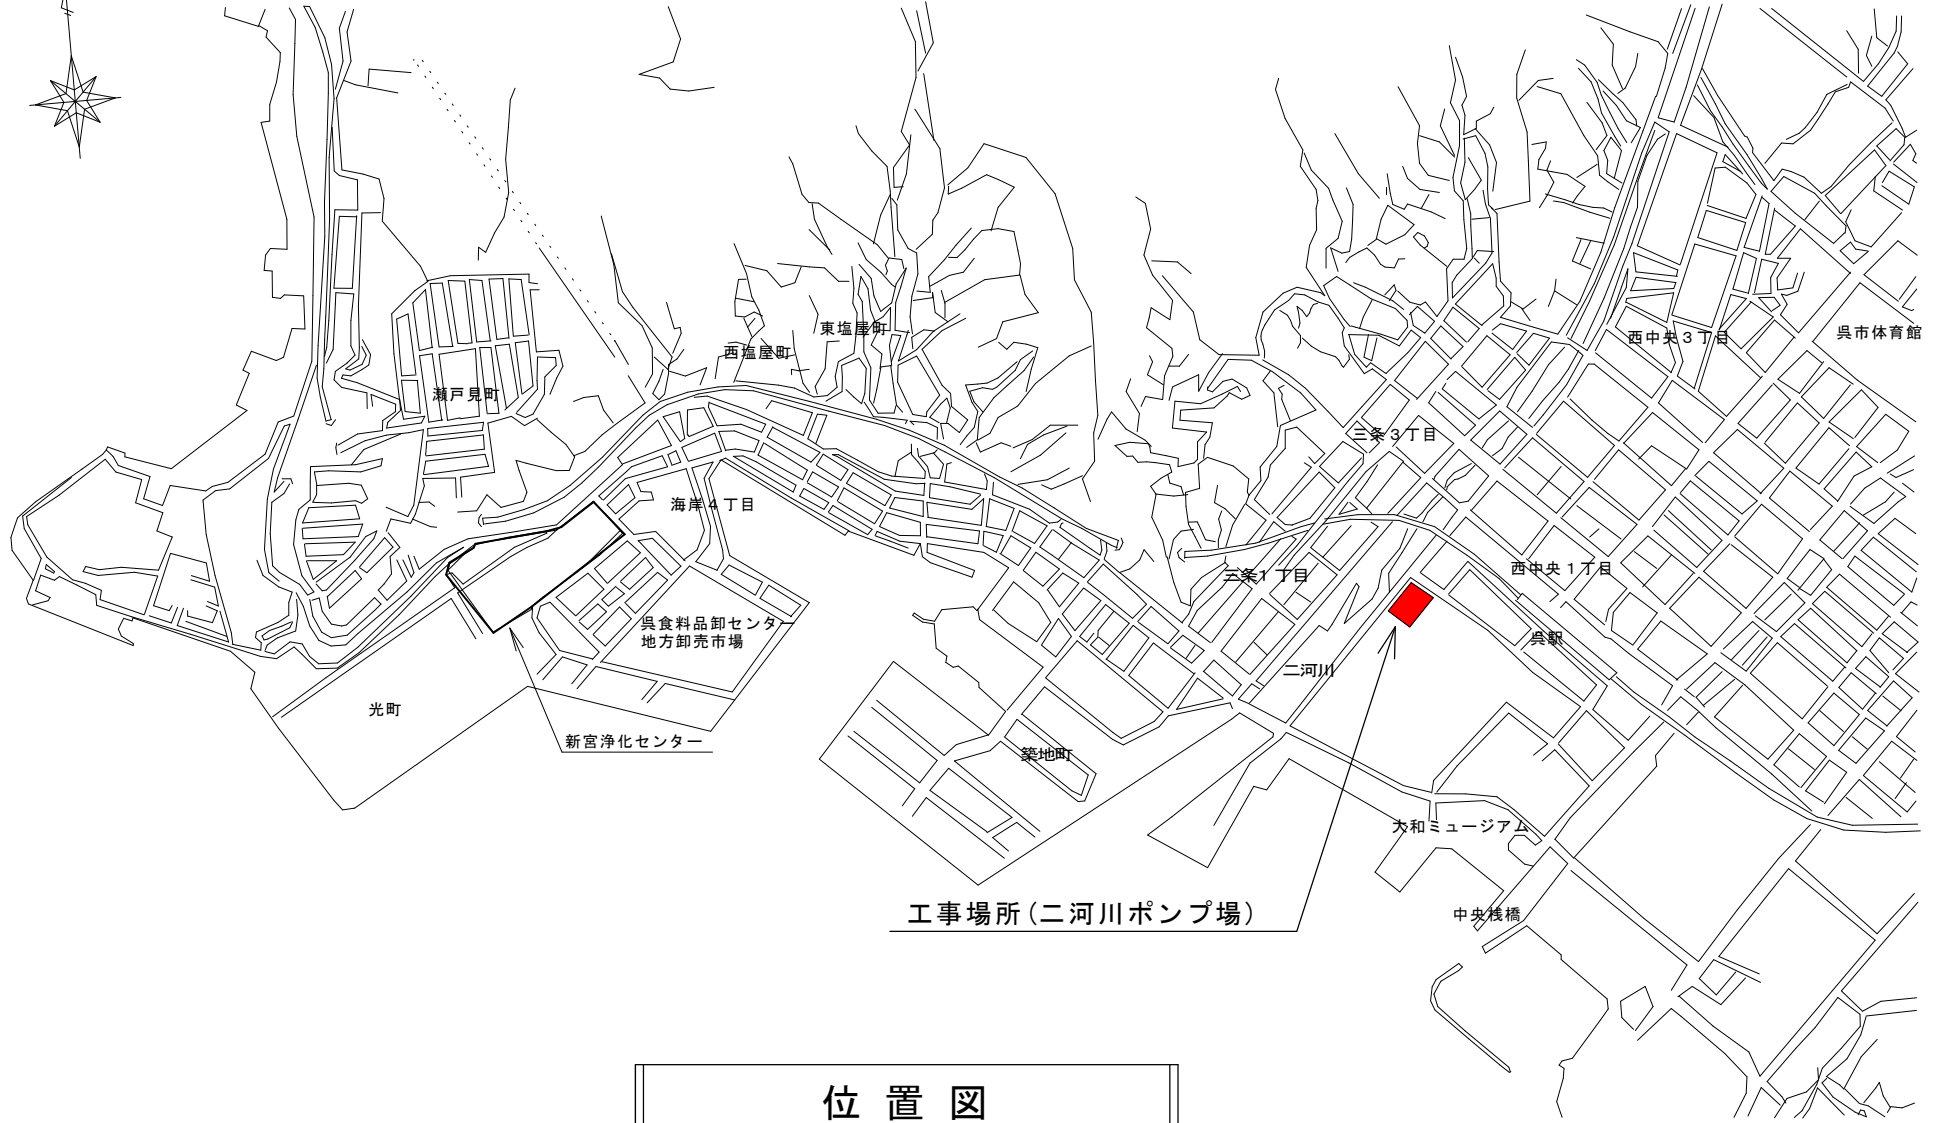 東塩屋町
西中央３丁目
呉市体育館
西塩屋町
瀬戸見町
三条３丁目
海岸４丁目
西中央１丁目
三条１丁目
呉食料品卸センター
地方卸売市場
呉駅
二河川
光町
新宮浄化センター
築地町
大和ミュージアム
工事場所(二河川ポンプ場)
中央桟橋
位置図